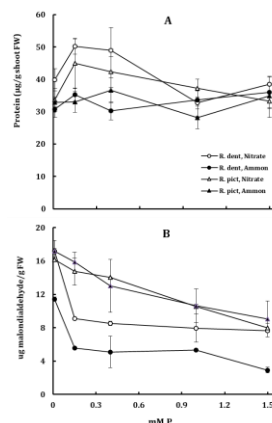 A
Protein (µg/g shoot FW)
60
50
40
30
20
10
0
R. dent, Nitrate
R. dent, Ammon
R. pict, Nitrate
R. pict, Ammon
B
ug malondialdehyde/g FW
20
16
12
8
4
0
0.0
0.3
0.6
0.9
1.2
1.5
mM P